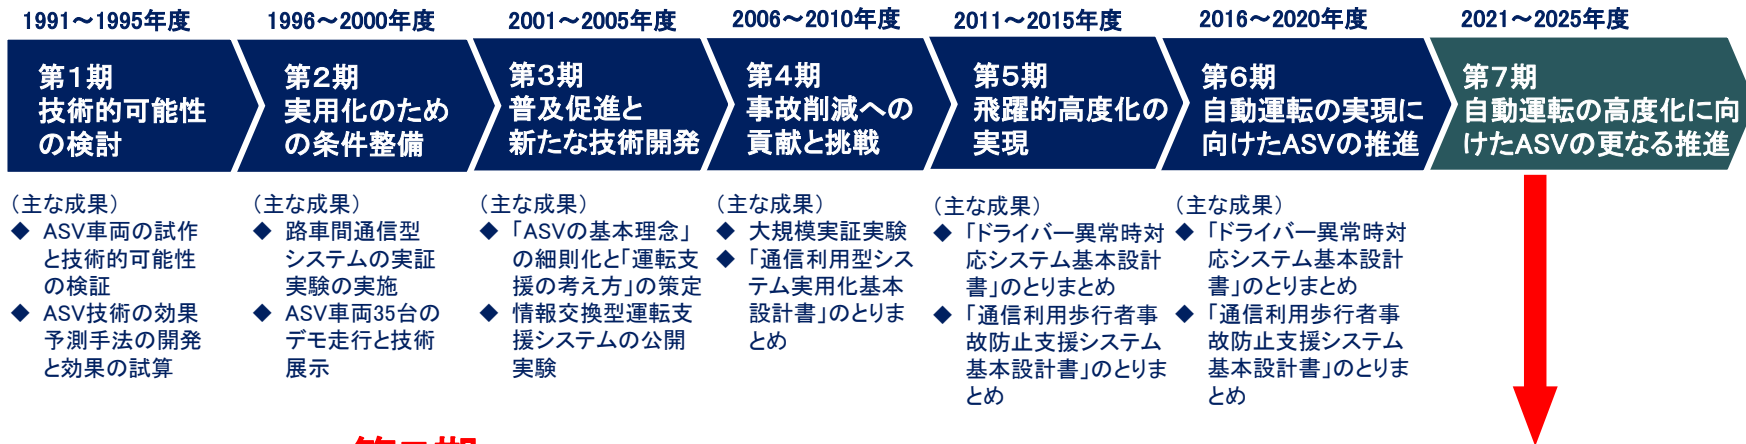 1991～1995年度
第1期
技術的可能性
の検討
（主な成果）
◆ ASV車両の試作
と技術的可能性
の検証
◆ ASV技術の効果
予測手法の開発
と効果の試算
1996～2000年度
第2期
実用化のため
の条件整備
（主な成果）
◆ 路車間通信型
システムの実証
実験の実施
◆ ASV車両35台の
デモ走行と技術
展示
2001～2005年度
第3期
普及促進と
新たな技術開発
（主な成果）
◆ 「ASVの基本理念」
の細則化と「運転支
援の考え方」の策定
◆ 情報交換型運転支
援システムの公開
実験
2006～2010年度
第4期
事故削減への
貢献と挑戦
（主な成果）
◆ 大規模実証実験
◆ 「通信利用型シス
テム実用化基本
設計書」のとりま
とめ
2011～2015年度
第5期
飛躍的高度化の
実現
（主な成果）
◆ 「ドライバー異常時対
応システム基本設計
書」のとりまとめ
◆ 「通信利用歩行者事
故防止支援システム
基本設計書」のとりま
とめ
2016～2020年度
第6期
自動運転の実現に
向けたASVの推進
（主な成果）
◆ 「ドライバー異常時対
応システム基本設計
書」のとりまとめ
◆ 「通信利用歩行者事
故防止支援システム
基本設計書」のとりま
とめ
2021～2025年度
第7期
自動運転の高度化に向
けたASVの更なる推進